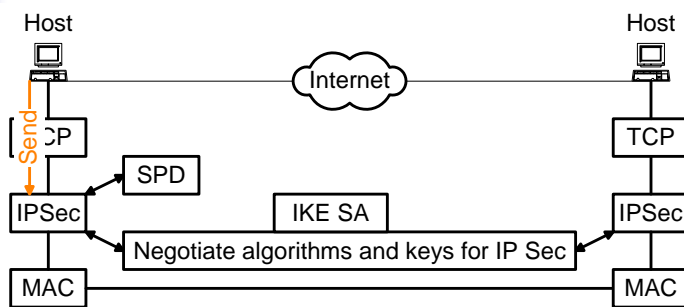 Host
Host
Internet
Send
CP
TCP
SPD
IPSec
IKE SA
IPSec
Negotiate algorithms and keys for IP Sec
MAC
MAC